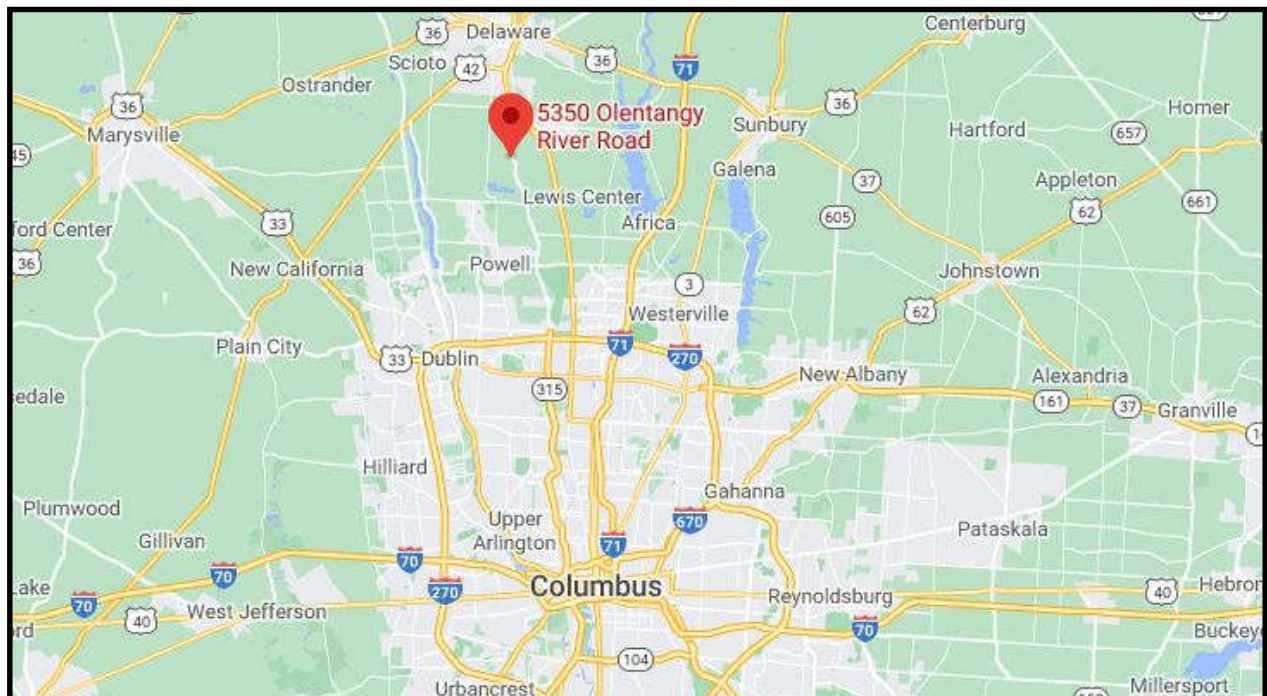 Centerburg
36
Delaware
Scioto
36
71
42
Ostrander
36
36
Homer
Marysville
5350 Olentangy
River Road
Sunbury
Hartford
657
45
Galena
37
Appleton
Lewis Center
62
661
33
605
Africa
ford Center
36
New California
Powell
3
Johnstown
Westerville
62
Plain City
33
Dublin
71
270
New Albany
Alexandria
315
161
37
Granville
Hilliard
Gahanna
Plumwood
Upper
Arlington
670
Pataskala
Gillivan
71
70
70
Columbus
270
Lake
70
West Jefferson
40
Reynoldsburg
40
Hebron
70
104
Urbancrest
Millersport